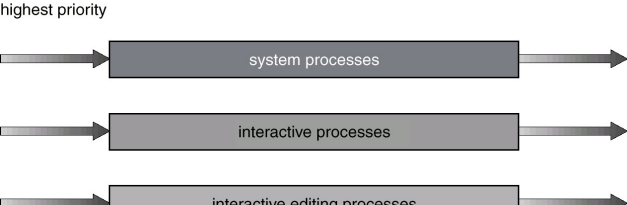 highest priority
system processes
interactive processes
interactive editing processes